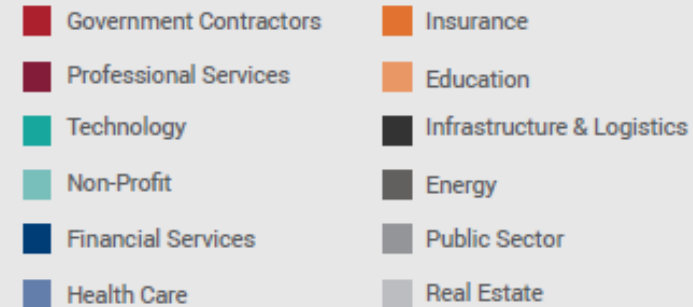 Government Contractors
Professional Services
Technology
Non-Profit
Financial Services
Health Care
Insurance
Education
Infrastructure & Logistics
Energy
Public Sector
Real Estate